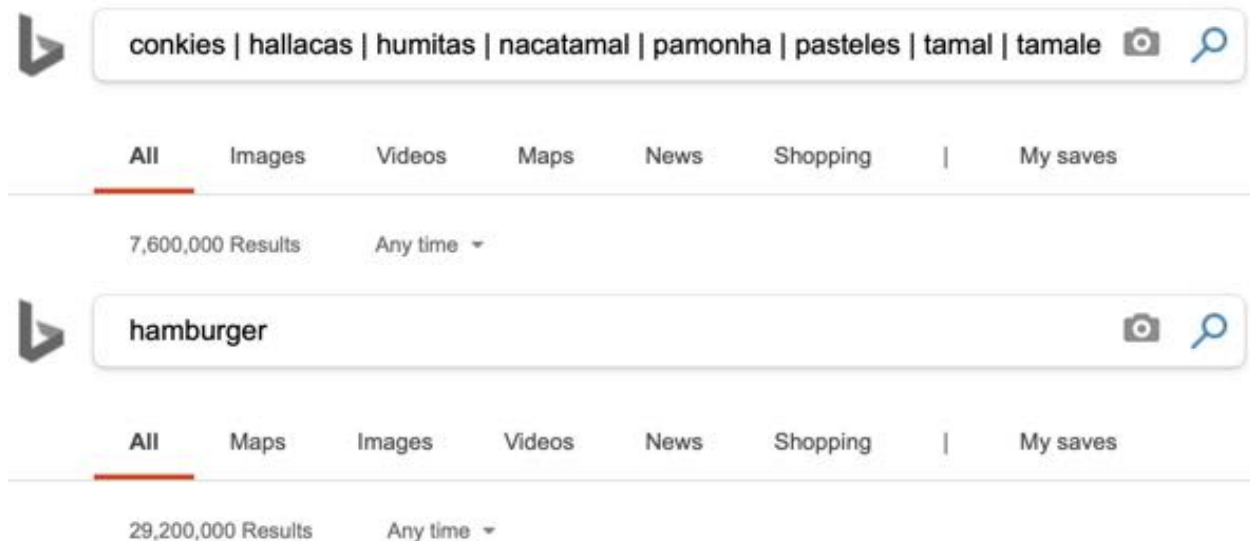 conkies | hallacas | humitas | nacatamal | pamonha | pasteles | tamal | tamale
All Images Videos Maps News Shopping | My saves
7,600,000 Results Any time
hamburger
All Maps Images Videos News Shopping | My saves
29,200,000 Results Any time